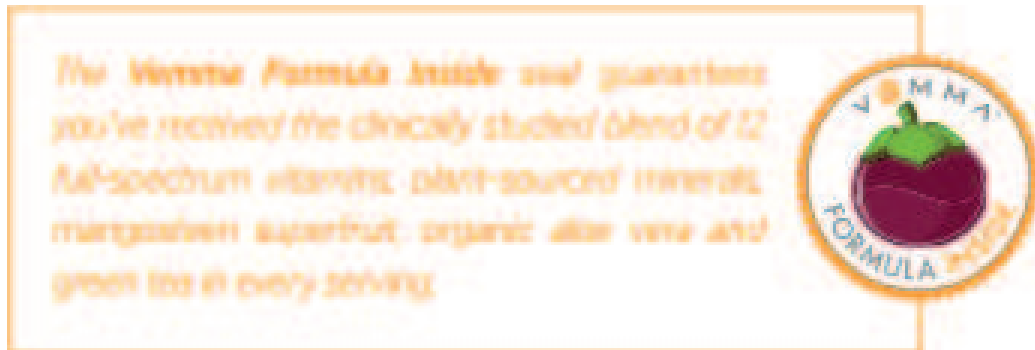 The Vemma Formula Inside seal guarantees
you've received the clinically studied blend of 12
full-spectrum vitamins, plant-sourced minerals,
mangosteen superfruit, organic aloe vera and
green tea in every serving.
VEMMA
FORMULA INSIDE